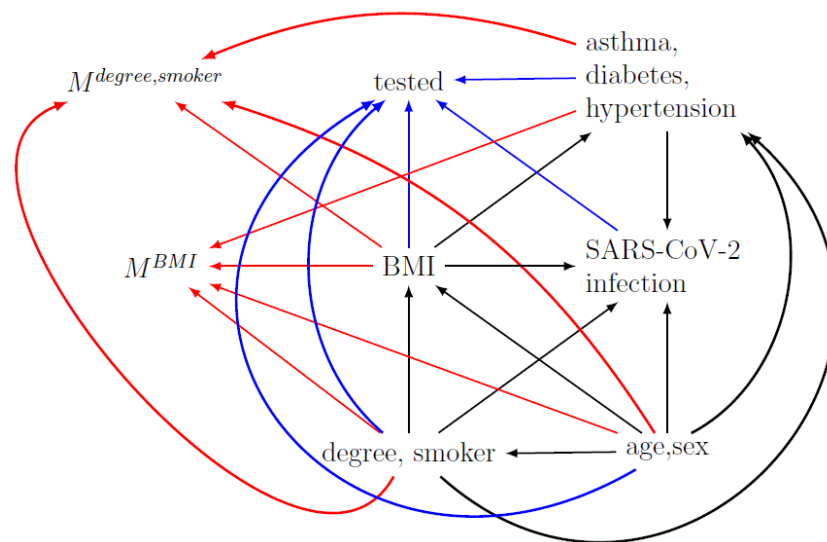 asthma,
diabetes,
hypertension
M^{degree,smoker}
tested
SARS-CoV-2
infection
M^{BMI}
BMI
degree, smoker
age,sex